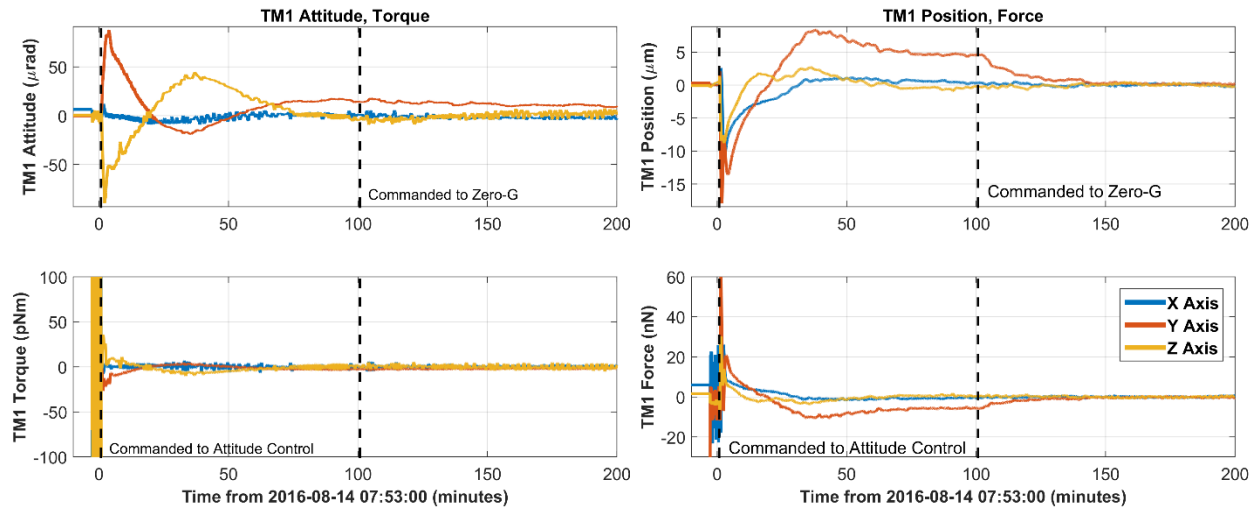 TM1 Attitude, Torque
TM1 Attitude (μrad)
50
0
-50
Commanded to Zero-G
0
50
100
150
200
TM1 Position, Force
TM1 Position (μm)
5
0
-5
-10
-15
Commanded to Zero-G
0
50
100
150
200
TM1 Torque (pNm)
100
50
0
-50
-100
Commanded to Attitude Control
0
50
100
150
200
Time from 2016-08-14 07:53:00 (minutes)
TM1 Force (nN)
60
40
20
0
-20
X Axis
Y Axis
Z Axis
Commanded to Attitude Control
0
50
100
150
200
Time from 2016-08-14 07:53:00 (minutes)